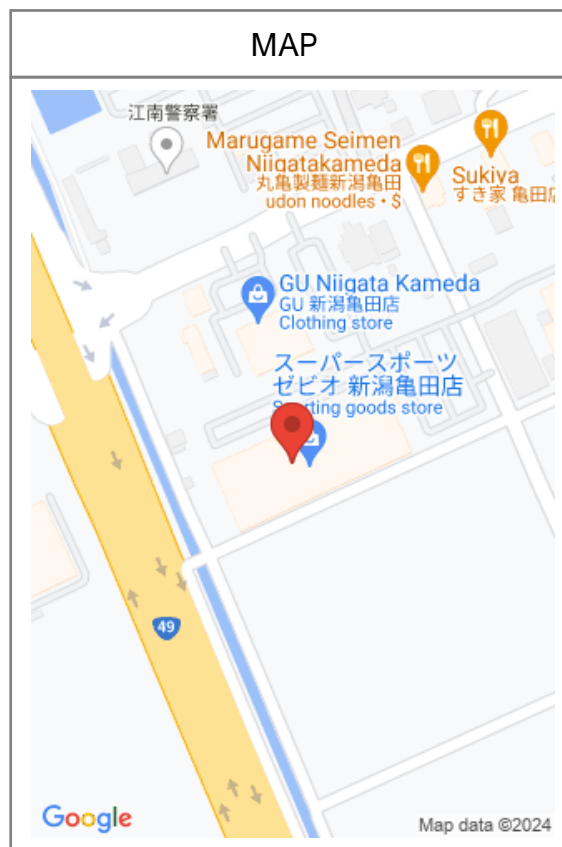 MAP
江南警察署
Marugame Seimen
Niigatakameda
丸亀製麺新潟亀田
udon noodles • $
Sukiya
すき家 亀田店
GU Niigata Kameda
GU 新潟亀田店
Clothing store
スーパースポーツ
ゼビオ 新潟亀田店
Sporting goods store
49
Google
Map data ©2024